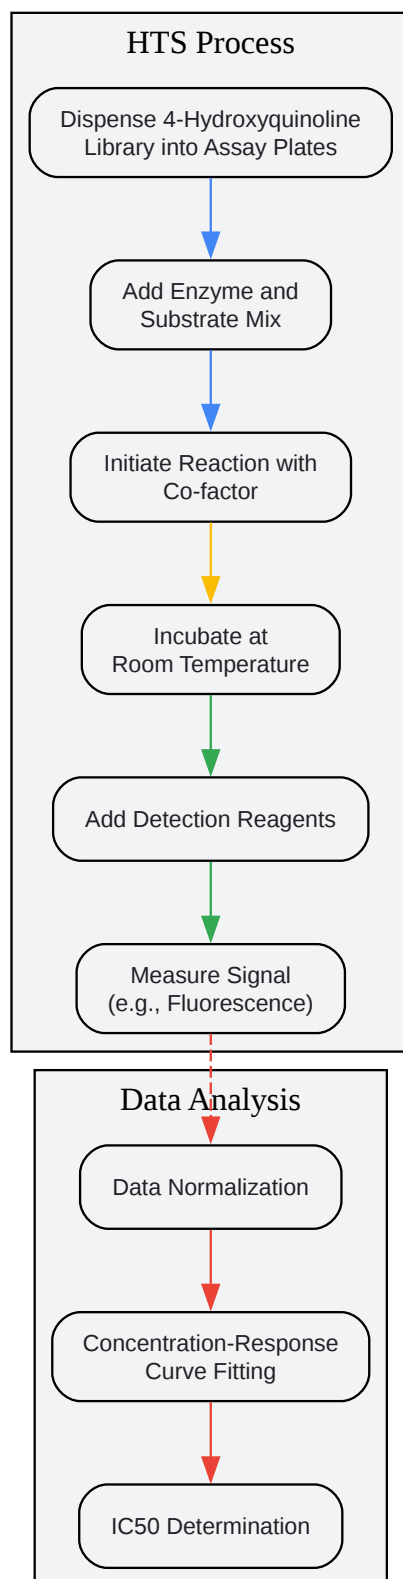 HTS Process
Dispense 4-Hydroxyquinoline
Library into Assay Plates
Add Enzyme and
Substrate Mix
Initiate Reaction with
Co-factor
Incubate at
Room Temperature
Add Detection Reagents
Measure Signal
(e.g., Fluorescence)
Data Analysis
Data Normalization
Concentration-Response
Curve Fitting
IC50 Determination